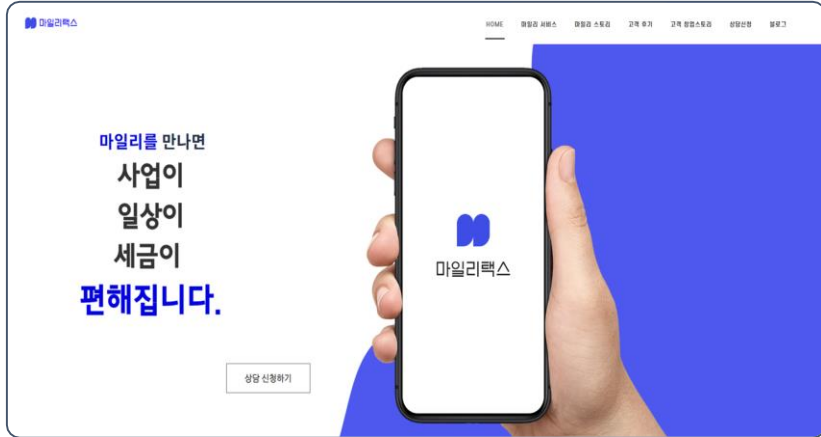 마일리택스
HOME 마일리 서비스 마일리 스토리 고객 후기 고객 창업스토리 상담신청 블로그
마일리를 만나면
사업이
일상이
세금이
편해집니다.
상담 신청하기
마일리택스